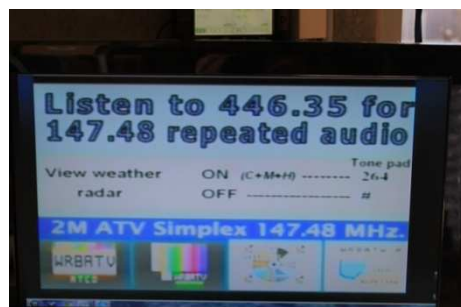 Listen to 446.35 for
147.48 repeated audio
Tone pad
View weather ON (C+M+H) -------- 264
radar OFF ---------------- #
2M ATV Simplex 147.48 MHz.
WRBATV